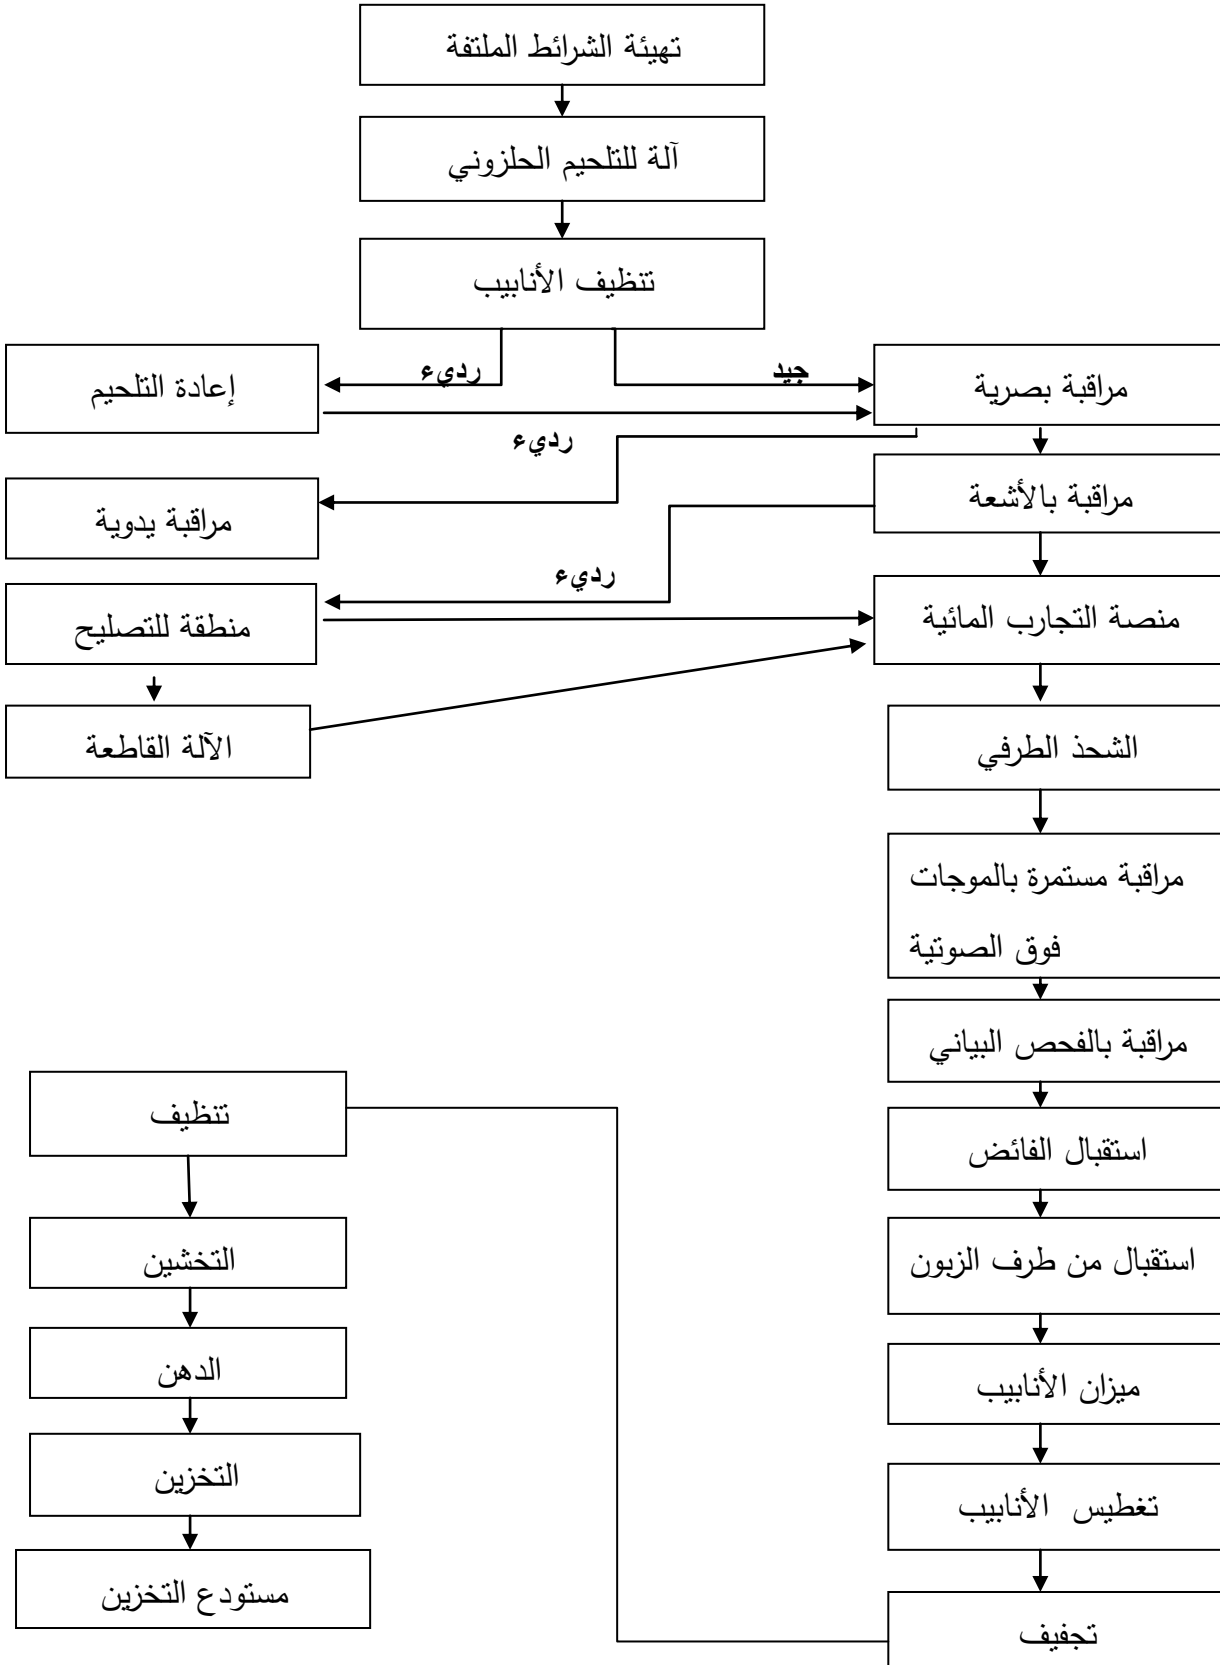 تهيئة الشرائط الملتفة
آلة للتلحيم الحلزوني
تنظيف الأنابيب
رديء
جيد
إعادة التلحيم
مراقبة بصرية
رديء
مراقبة يدوية
مراقبة بالأشعة
رديء
منطقة للتصليح
منصة التجارب المائية
الآلة القاطعة
الشحذ الطرفي
مراقبة مستمرة بالموجات
فوق الصوتية
مراقبة بالفحص البياني
استقبال الفائض
استقبال من طرف الزبون
ميزان الأنابيب
تغطيس الأنابيب
تجفيف
تنظيف
التخشين
الدهن
التخزين
مستودع التخزين